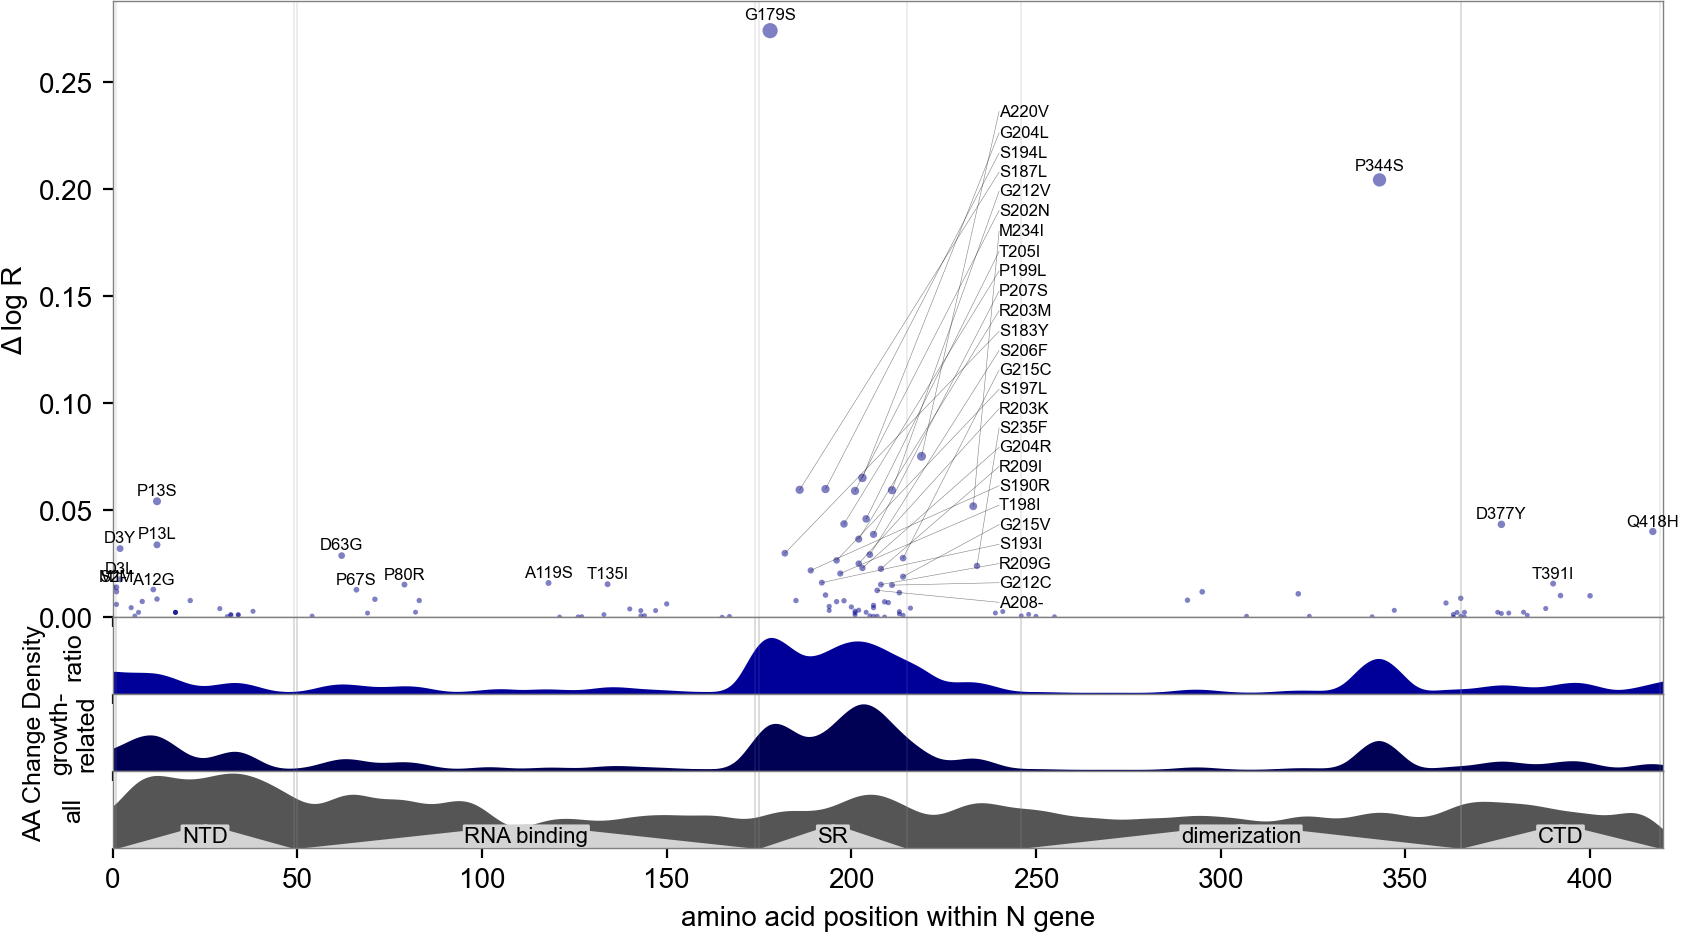 G179S
0.25
A220V
G204L
S194L
P344S
S187L
0.20
G212V
S202N
M234I
T205I
P199L
P207S
0.15
R203M
Δ log R
S183Y
S206F
G215C
S197L
0.10
R203K
S235F
G204R
R209I
P13S
S190R
0.05
T198I
D377Y
Q418H
D3Y
P13L
G215V
D63G
S193I
D3L
A12G
P67S
P80R
A119S
T135I
R209G
T391I
G212C
A208-
0.00
AA Change Density
ratio
growth-
related
all
NTD
RNA binding
SR
dimerization
CTD
0 50 100 150 200 250 300 350 400
amino acid position within N gene